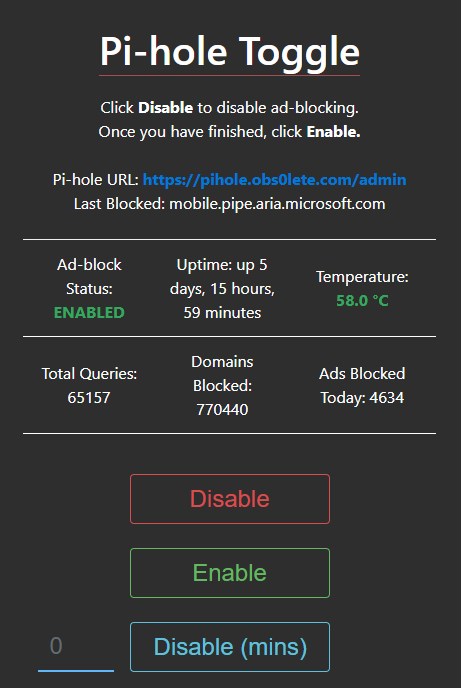 Pi-hole Toggle
Click Disable to disable ad-blocking.
Once you have finished, click Enable.
Pi-hole URL: https://pihole.obs0lete.com/admin
Last Blocked: mobile.pipe.aria.microsoft.com
Ad-block
Status:
ENABLED
Uptime: up 5
days, 15 hours,
59 minutes
Temperature:
58.0 °C
Total Queries:
65157
Domains
Blocked:
770440
Ads Blocked
Today: 4634
Disable
Enable
0
Disable (mins)